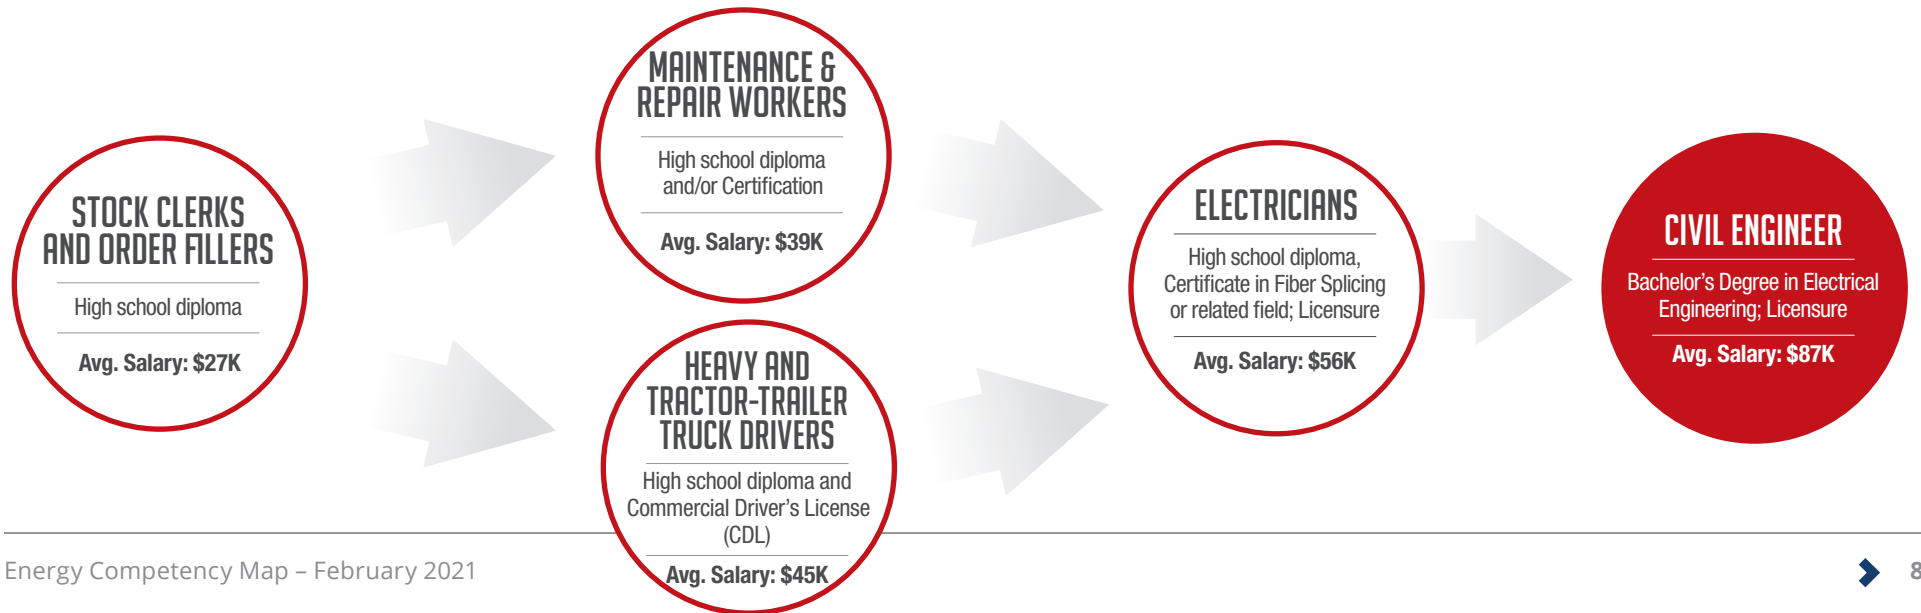 STOCK CLERKS
AND ORDER FILLERS
High school diploma
Avg. Salary: $27K
MAINTENANCE &
REPAIR WORKERS
High school diploma
and/or Certification
Avg. Salary: $39K
HEAVY AND
TRACTOR-TRAILER
TRUCK DRIVERS
High school diploma and
Commercial Driver's License
(CDL)
Avg. Salary: $45K
ELECTRICIANS
High school diploma,
Certificate in Fiber Splicing
or related field; Licensure
Avg. Salary: $56K
CIVIL ENGINEER
Bachelor's Degree in Electrical
Engineering; Licensure
Avg. Salary: $87K
Energy Competency Map – February 2021
8